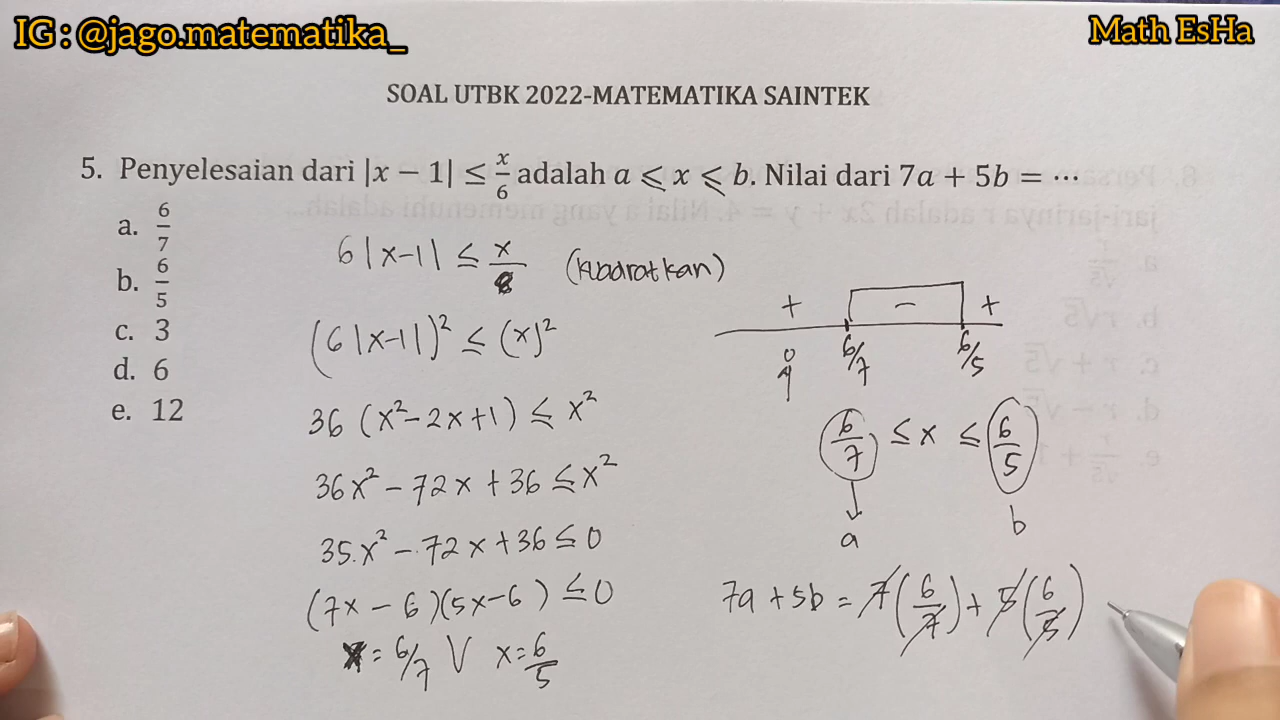 IG : @jago.matematika_
Math EsHa
SOAL UTBK 2022-MATEMATIKA SAINTEK
5. Penyelesaian dari |x − 1| ≤ x/6 adalah a ⩽ x ⩽ b. Nilai dari 7a + 5b = ⋯
a. 6/7
b. 6/5
c. 3
d. 6
e. 12
6|x-1| ≤ x/6 (kuadratkan)
(6|x-1|)² ≤ (x)²
36 (x²-2x+1) ≤ x²
36x² - 72x + 36 ≤ x²
35x² - 72x + 36 ≤ 0
(7x - 6)(5x-6) ≤ 0
x = 6/7 V x = 6/5
+ − +
0 6/7 6/5
6/7 ≤ x ≤ 6/5
a b
7a + 5b = 7(6/7) + 5(6/5)